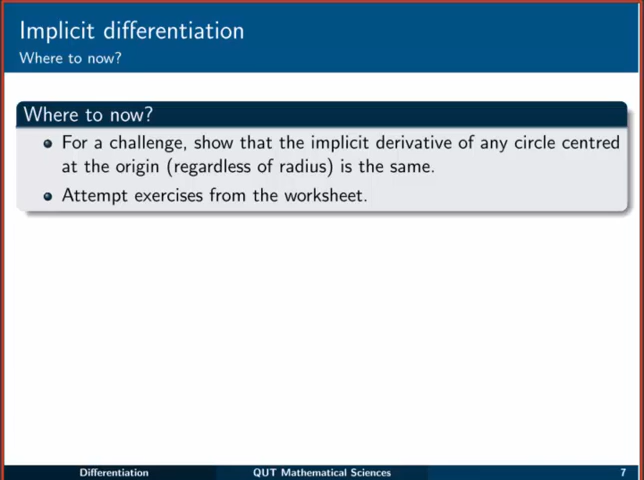 Implicit differentiation
Where to now?
Where to now?
For a challenge, show that the implicit derivative of any circle centred
at the origin (regardless of radius) is the same.
Attempt exercises from the worksheet.
Differentiation QUT Mathematical Sciences 7